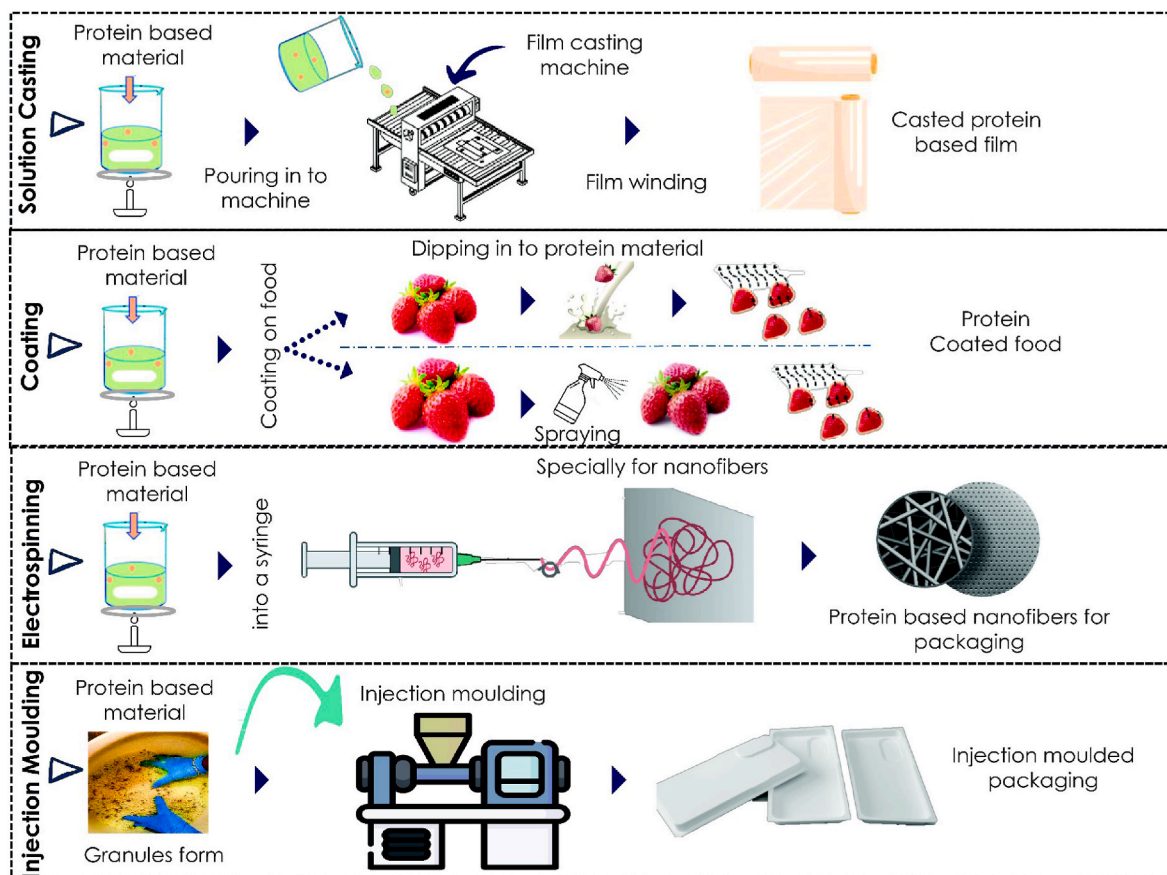 Solution Casting
Protein based
material
Pouring in to
machine
Film casting
machine
Film winding
Casted protein
based film
Coating
Protein based
material
Coating on food
Dipping in to protein material
Spraying
Protein
Coated food
Electrospinning
Protein based
material
into a syringe
Specially for nanofibers
Protein based nanofibers for
packaging
Injection Moulding
Protein based
material
Granules form
Injection moulding
Injection moulded
packaging